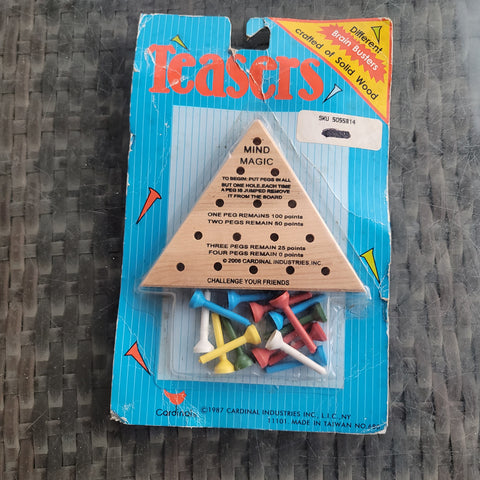 Teasers
Different
Brain Busters
crafted of Solid Wood
SKU 5055814
MIND
MAGIC
TO BEGIN: PUT PEGS IN ALL
BUT ONE HOLE. EACH TIME
A PEG IS JUMPED REMOVE
IT FROM THE BOARD
ONE PEG REMAINS 100 points
TWO PEGS REMAIN 50 points
THREE PEGS REMAIN 25 points
FOUR PEGS REMAIN 0 points
© 2006 CARDINAL INDUSTRIES, INC.
CHALLENGE YOUR FRIENDS
Cardinal
©1987 CARDINAL INDUSTRIES INC., L.I.C., NY
11101 MADE IN TAIWAN NO.